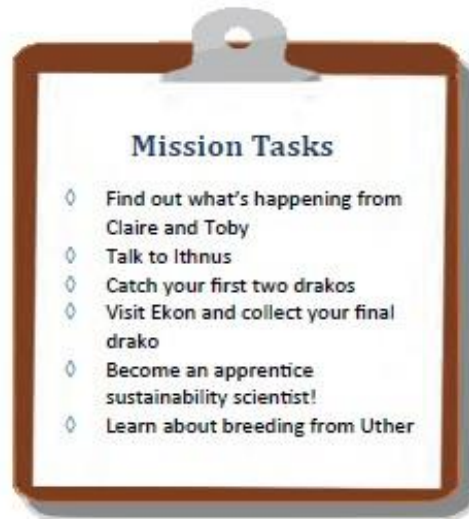 Mission Tasks
◊ Find out what's happening from
Claire and Toby
◊ Talk to Ithnus
◊ Catch your first two drakos
◊ Visit Ekon and collect your final
drako
◊ Become an apprentice
sustainability scientist!
◊ Learn about breeding from Uther